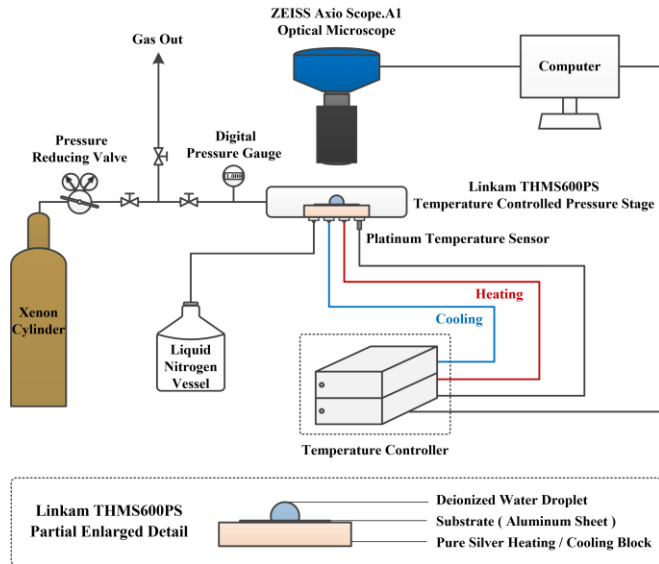 ZEISS Axio Scope.A1
Optical Microscope
Gas Out
Computer
Pressure
Reducing Valve
Digital
Pressure Gauge
Linkam THMS600PS
Temperature Controlled Pressure Stage
Platinum Temperature Sensor
Xenon
Cylinder
Heating
Cooling
Liquid
Nitrogen
Vessel
Temperature Controller
Linkam THMS600PS
Partial Enlarged Detail
Deionized Water Droplet
Substrate ( Aluminum Sheet )
Pure Silver Heating / Cooling Block